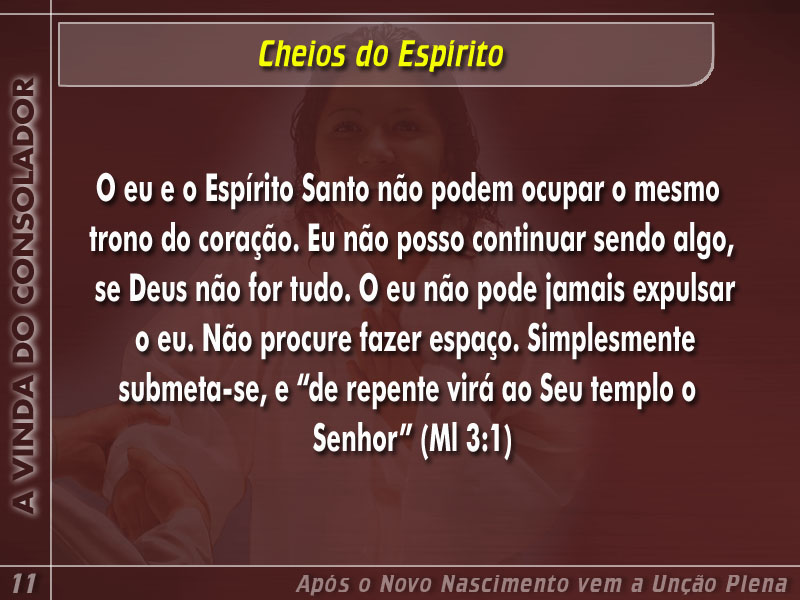 Cheios do Espírito
A VINDA DO CONSOLADOR
O eu e o Espírito Santo não podem ocupar o mesmo
trono do coração. Eu não posso continuar sendo algo,
se Deus não for tudo. O eu não pode jamais expulsar
o eu. Não procure fazer espaço. Simplesmente
submeta-se, e “de repente virá ao Seu templo o
Senhor” (Ml 3:1)
11
Após o Novo Nascimento vem a Unção Plena